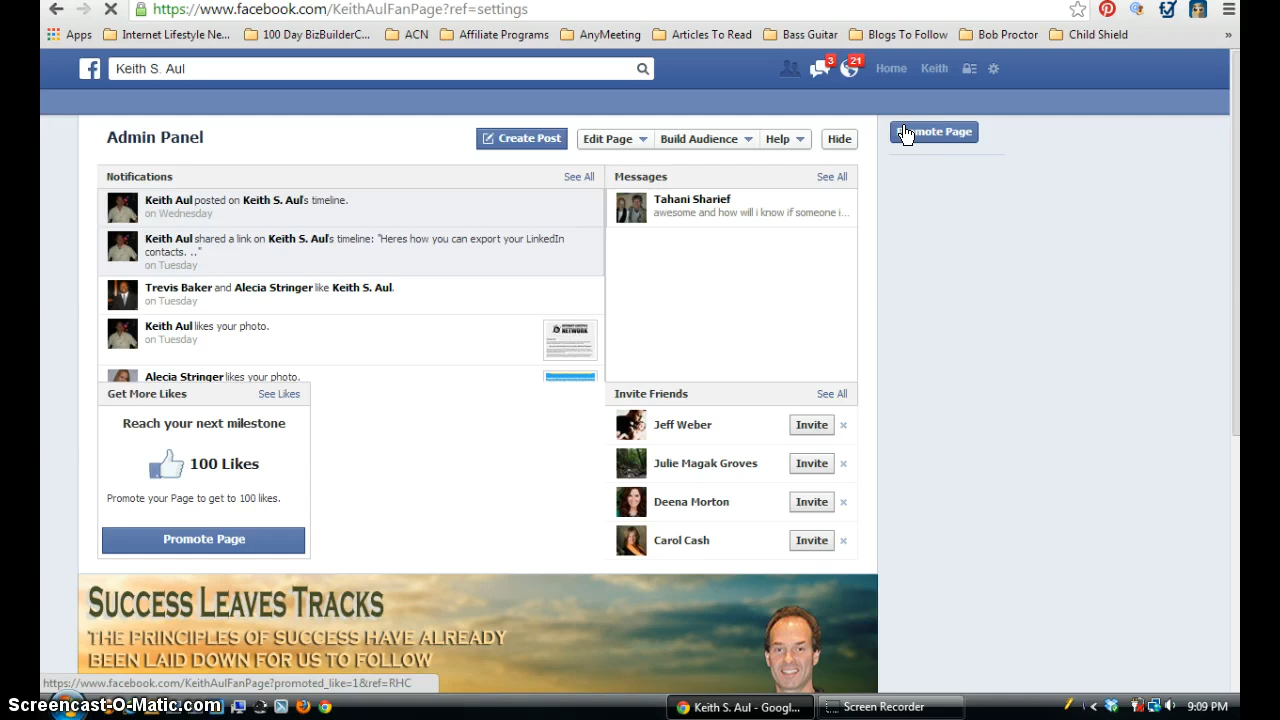 https://www.facebook.com/KeithAulFanPage?ref=settings
Apps Internet Lifestyle Ne... 100 Day BizBuilderC... ACN Affiliate Programs AnyMeeting Articles To Read Bass Guitar Blogs To Follow Bob Proctor Child Shield »
Keith S. Aul 3 21 Home Keith
Admin Panel Create Post Edit Page Build Audience Help Hide
Promote Page
Notifications See All Messages See All
Keith Aul posted on Keith S. Aul's timeline.
on Wednesday
Tahani Sharief
awesome and how will i know if someone i...
Keith Aul shared a link on Keith S. Aul's timeline: "Heres how you can export your LinkedIn
contacts. .."
on Tuesday
Trevis Baker and Alecia Stringer like Keith S. Aul.
on Tuesday
Keith Aul likes your photo.
on Tuesday
NETWORK
Alecia Stringer likes your photo.
Get More Likes See Likes
Reach your next milestone
100 Likes
Promote your Page to get to 100 likes.
Promote Page
Invite Friends See All
Jeff Weber Invite ×
Julie Magak Groves Invite ×
Deena Morton Invite ×
Carol Cash Invite ×
SUCCESS LEAVES TRACKS
THE PRINCIPLES OF SUCCESS HAVE ALREADY
BEEN LAID DOWN FOR US TO FOLLOW
https://www.facebook.com/KeithAulFanPage?promoted_like=1&ref=RHC
Screencast-O-Matic.com
Keith S. Aul - Googl... Screen Recorder 9:09 PM